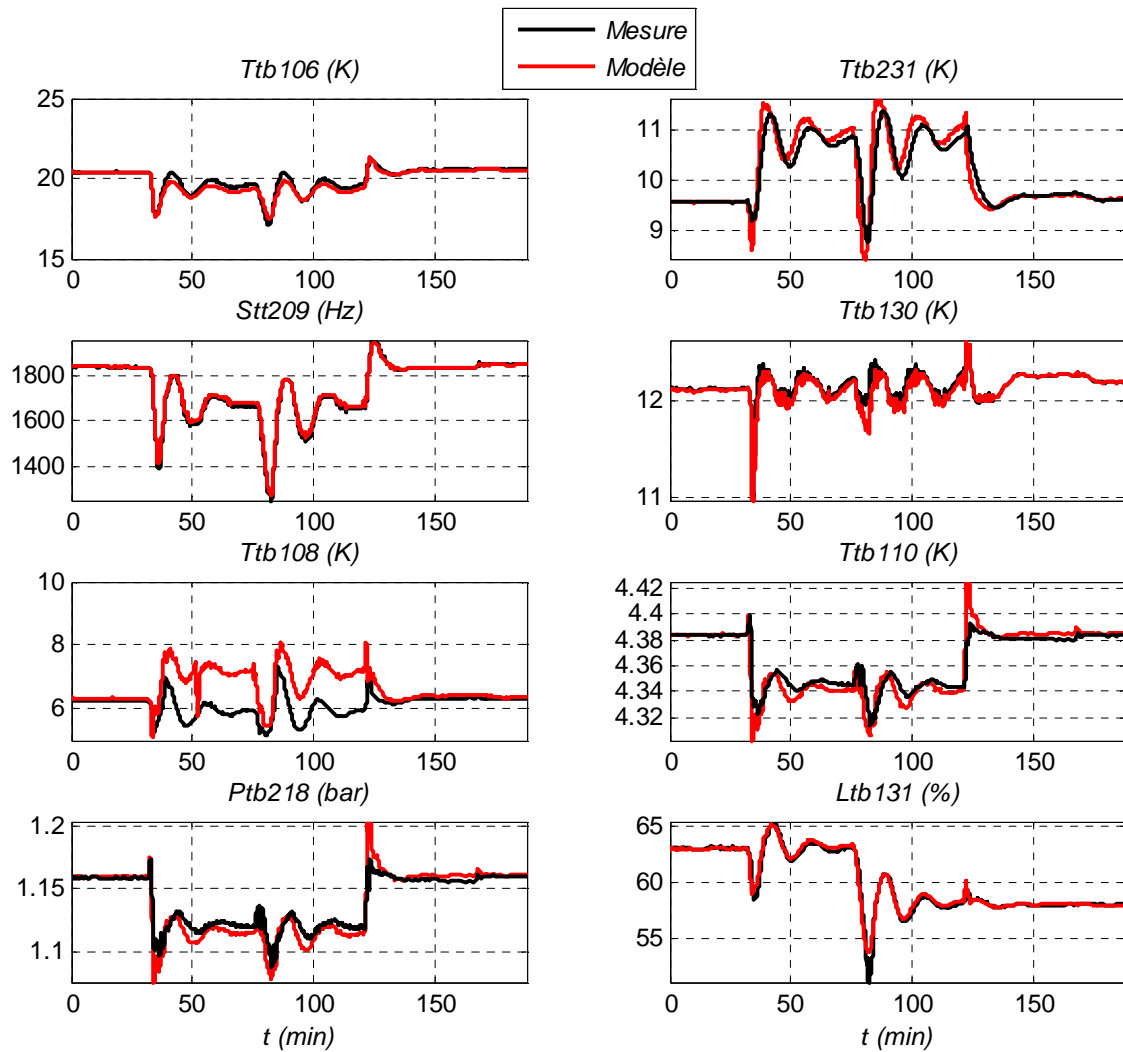 Mesure
Modèle
Ttb106 (K)
25
20
15
0 50 100 150
Ttb231 (K)
11
10
9
0 50 100 150
Stt209 (Hz)
1800
1600
1400
0 50 100 150
Ttb130 (K)
12
11
0 50 100 150
Ttb108 (K)
10
8
6
0 50 100 150
Ttb110 (K)
4.42
4.4
4.38
4.36
4.34
4.32
0 50 100 150
Ptb218 (bar)
1.2
1.15
1.1
0 50 100 150
t (min)
Ltb131 (%)
65
60
55
0 50 100 150
t (min)